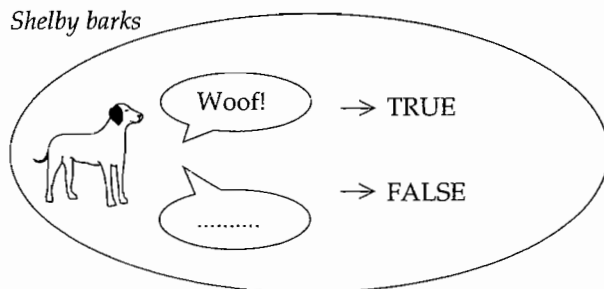 Shelby barks
Woof! → TRUE
.......... → FALSE